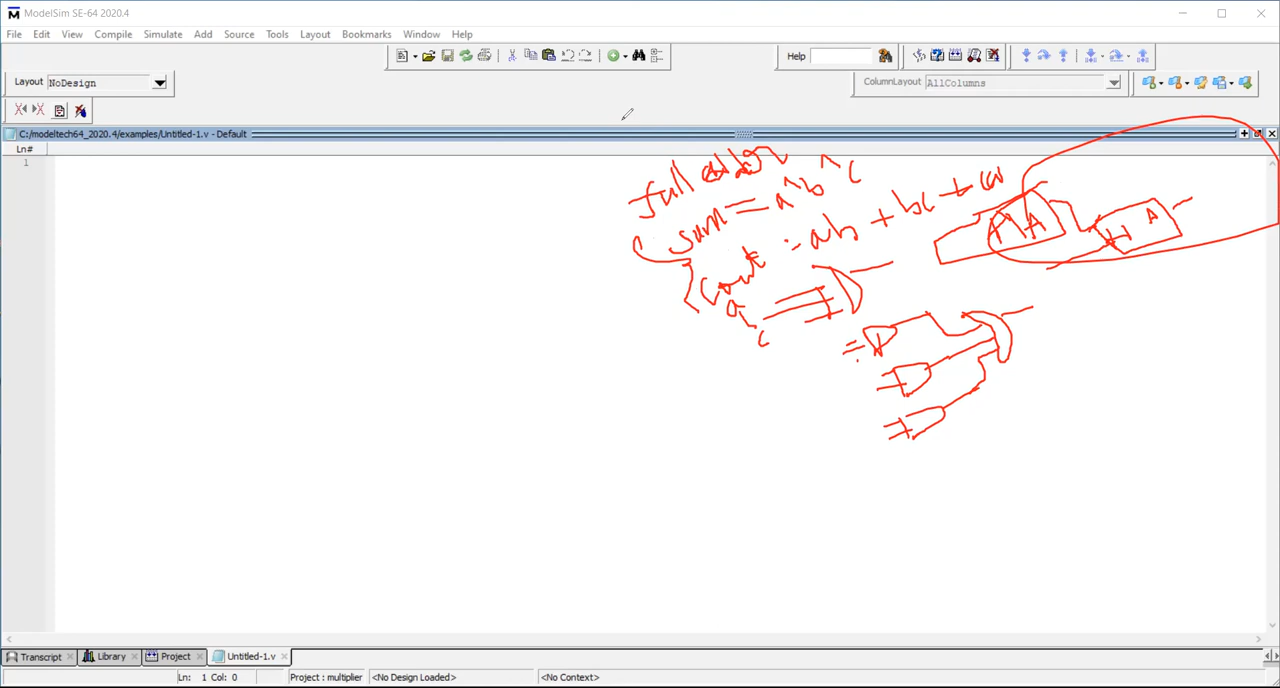 ModelSim SE-64 2020.4
File Edit View Compile Simulate Add Source Tools Layout Bookmarks Window Help
Help
Layout NoDesign
ColumnLayout AllColumns
C:/modeltech64_2020.4/examples/Untitled-1.v - Default
Ln#
1
full adder
sum = a^b^c
Cout = ab + bc + ca
a
b
c
HA
HA
Transcript Library Project Untitled-1.v
Ln: 1 Col: 0 Project : multiplier <No Design Loaded> <No Context>